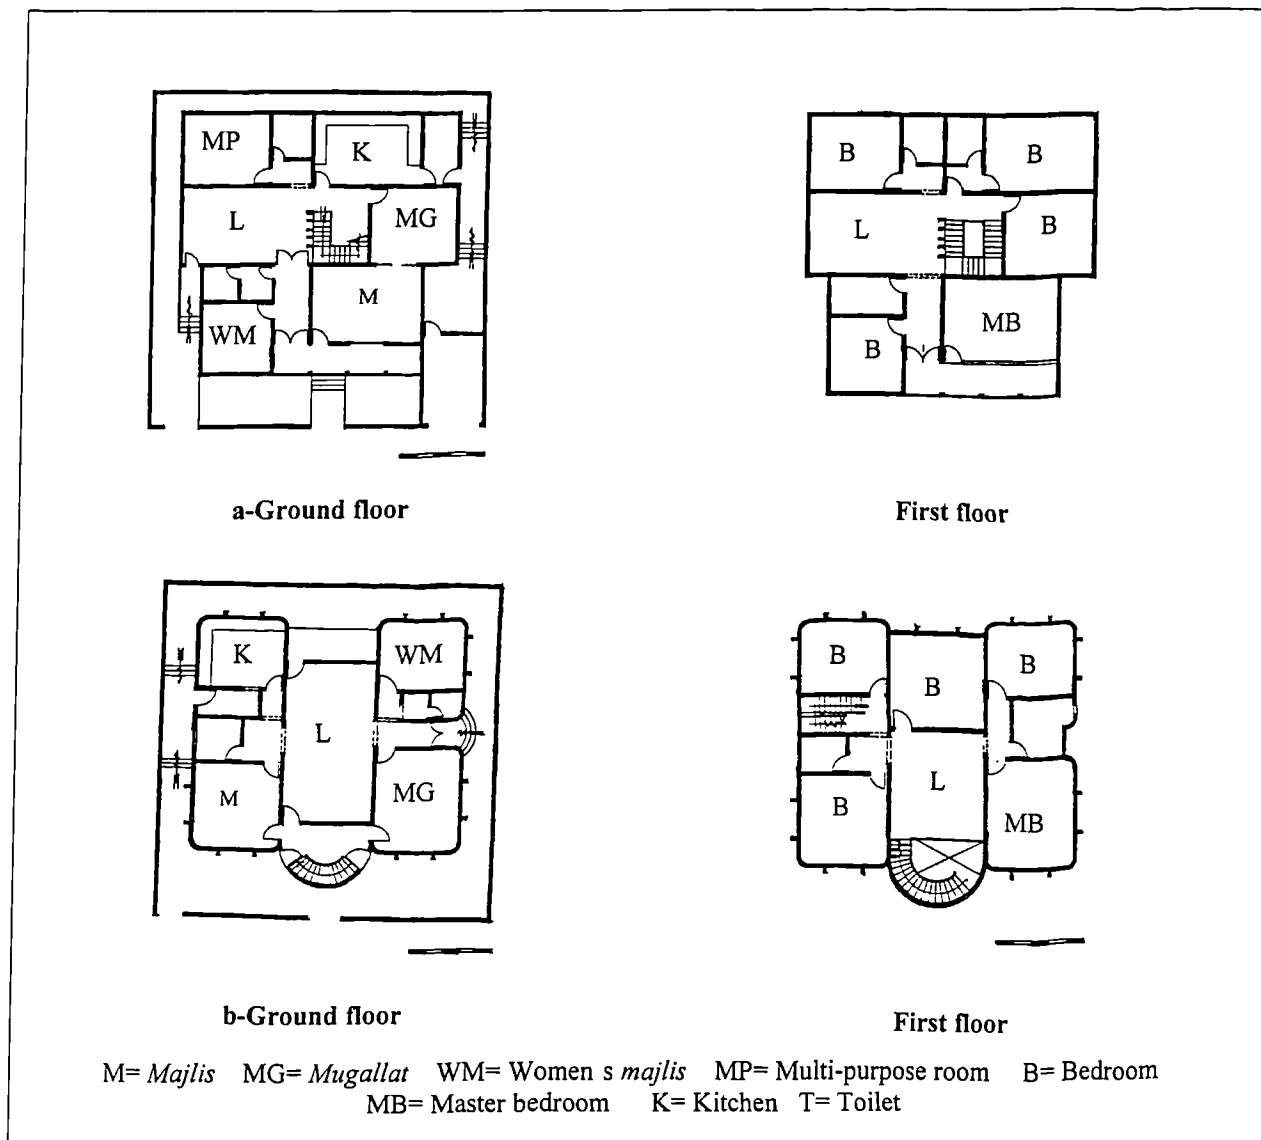 MP
K
L
MG
M
WM
B
B
L
B
MB
B
a-Ground floor
First floor
K
WM
L
M
MG
B
B
B
L
B
MB
b-Ground floor
First floor
M= Majlis MG= Mugallat WM= Women s majlis MP= Multi-purpose room B= Bedroom
MB= Master bedroom K= Kitchen T= Toilet